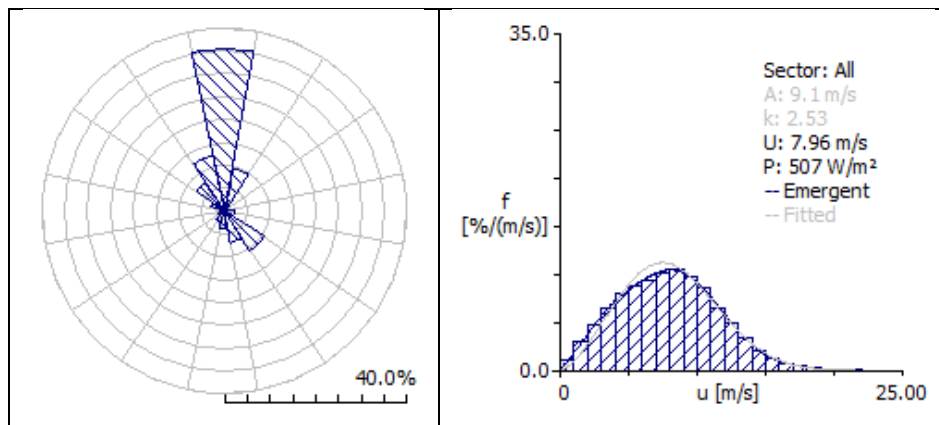 40.0%
35.0
Sector: All
A: 9.1 m/s
k: 2.53
U: 7.96 m/s
P: 507 W/m²
-- Emergent
-- Fitted
f
[%/(m/s)]
0.0
0
u [m/s]
25.00